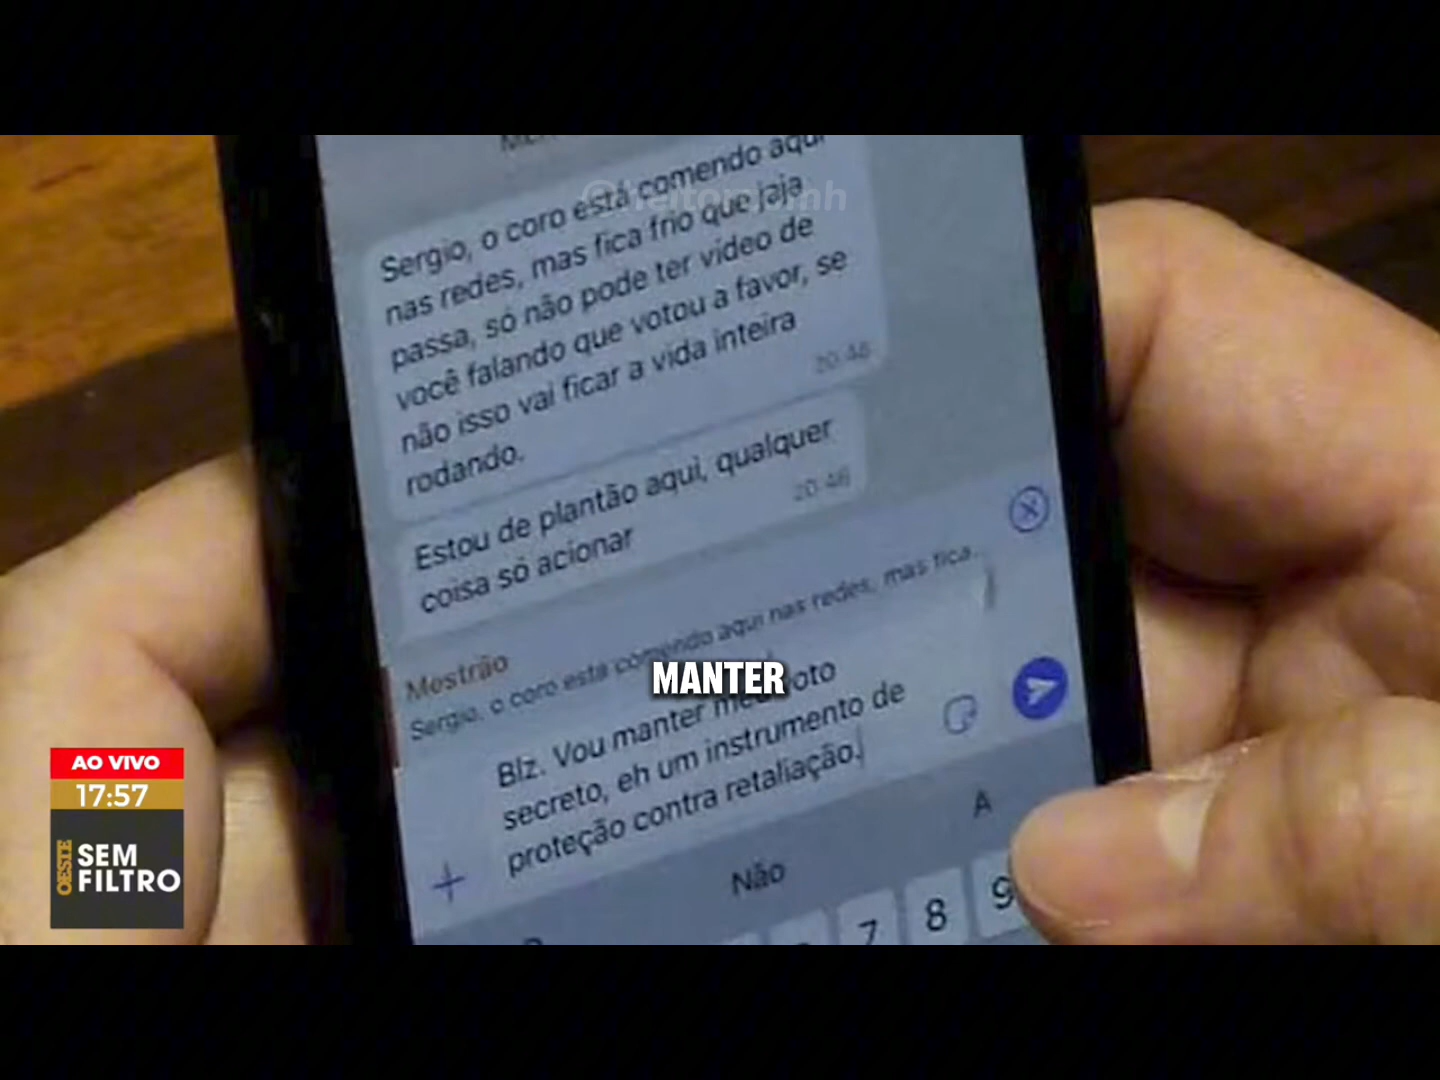 Sergio, o coro está comendo aqui
nas redes, mas fica frio que jaja
passa, só não pode ter vídeo de
você falando que votou a favor, se
não isso vai ficar a vida inteira
rodando.
20:46
Estou de plantão aqui, qualquer
coisa só acionar
20:46
Mestrão
Sergio, o coro está comendo aqui nas redes, mas fica...
MANTER
Blz. Vou manter meu voto
secreto, eh um instrumento de
proteção contra retaliação.
Não
A
7 8 9
AO VIVO
17:57
OESTE
SEM
FILTRO